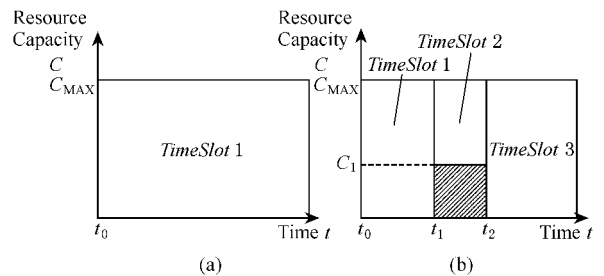 Resource
Capacity
C
C_MAX
TimeSlot 1
t_0
Time t
(a)
Resource
Capacity
C
C_MAX
TimeSlot 1
TimeSlot 2
TimeSlot 3
C_1
t_0
t_1
t_2
Time t
(b)